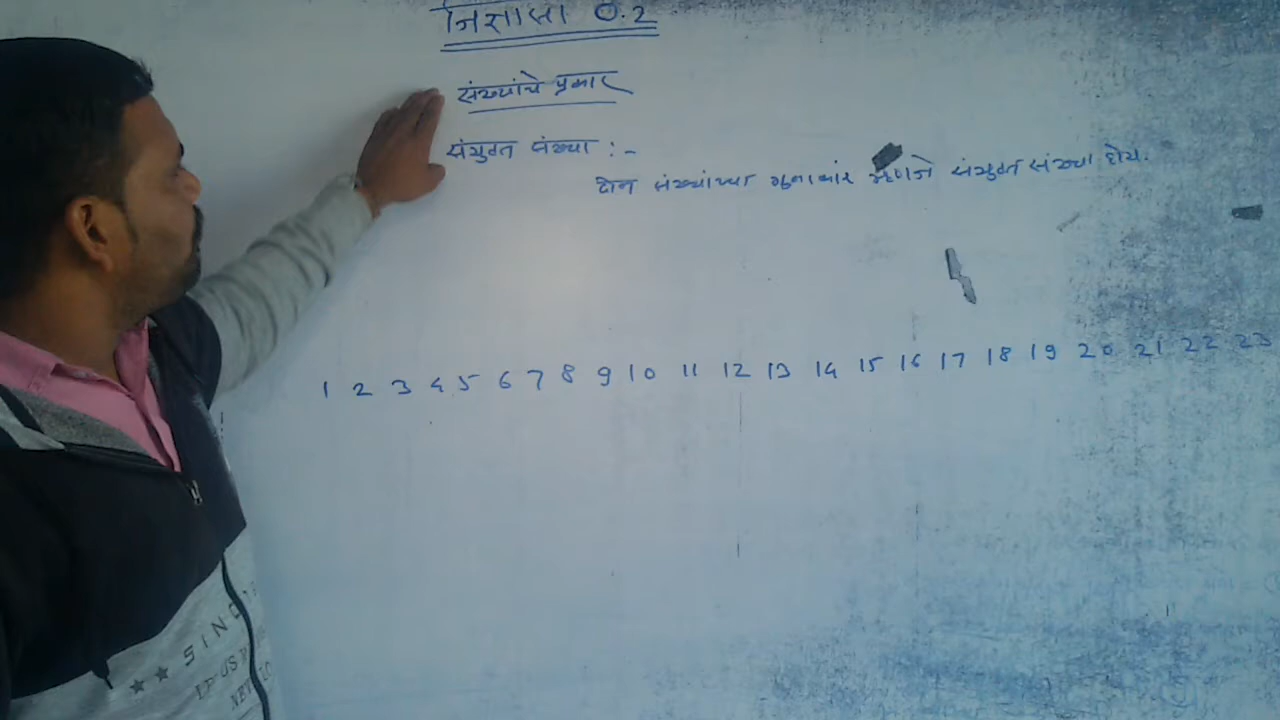 जिज्ञासा 0.2
संख्यांचे प्रकार
संयुक्त संख्या :-
दोन संख्यांच्या गुनाकार म्हणजे संयुक्त संख्या होय.
1 2 3 4 5 6 7 8 9 10 11 12 13 14 15 16 17 18 19 20 21 22 23
SINC